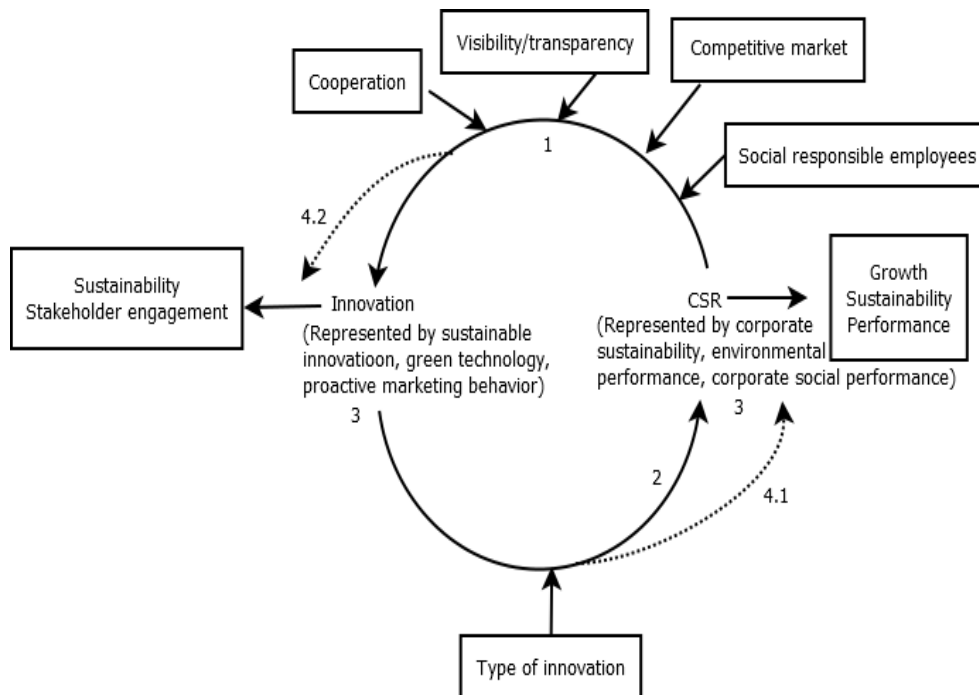 Visibility/transparency
Competitive market
Cooperation
1
Social responsible employees
4.2
Sustainability
Stakeholder engagement
Innovation
(Represented by sustainable
innovatioon, green technology,
proactive marketing behavior)
3
CSR
(Represented by corporate
sustainability, environmental
performance, corporate social performance)
3
Growth
Sustainability
Performance
2
4.1
Type of innovation